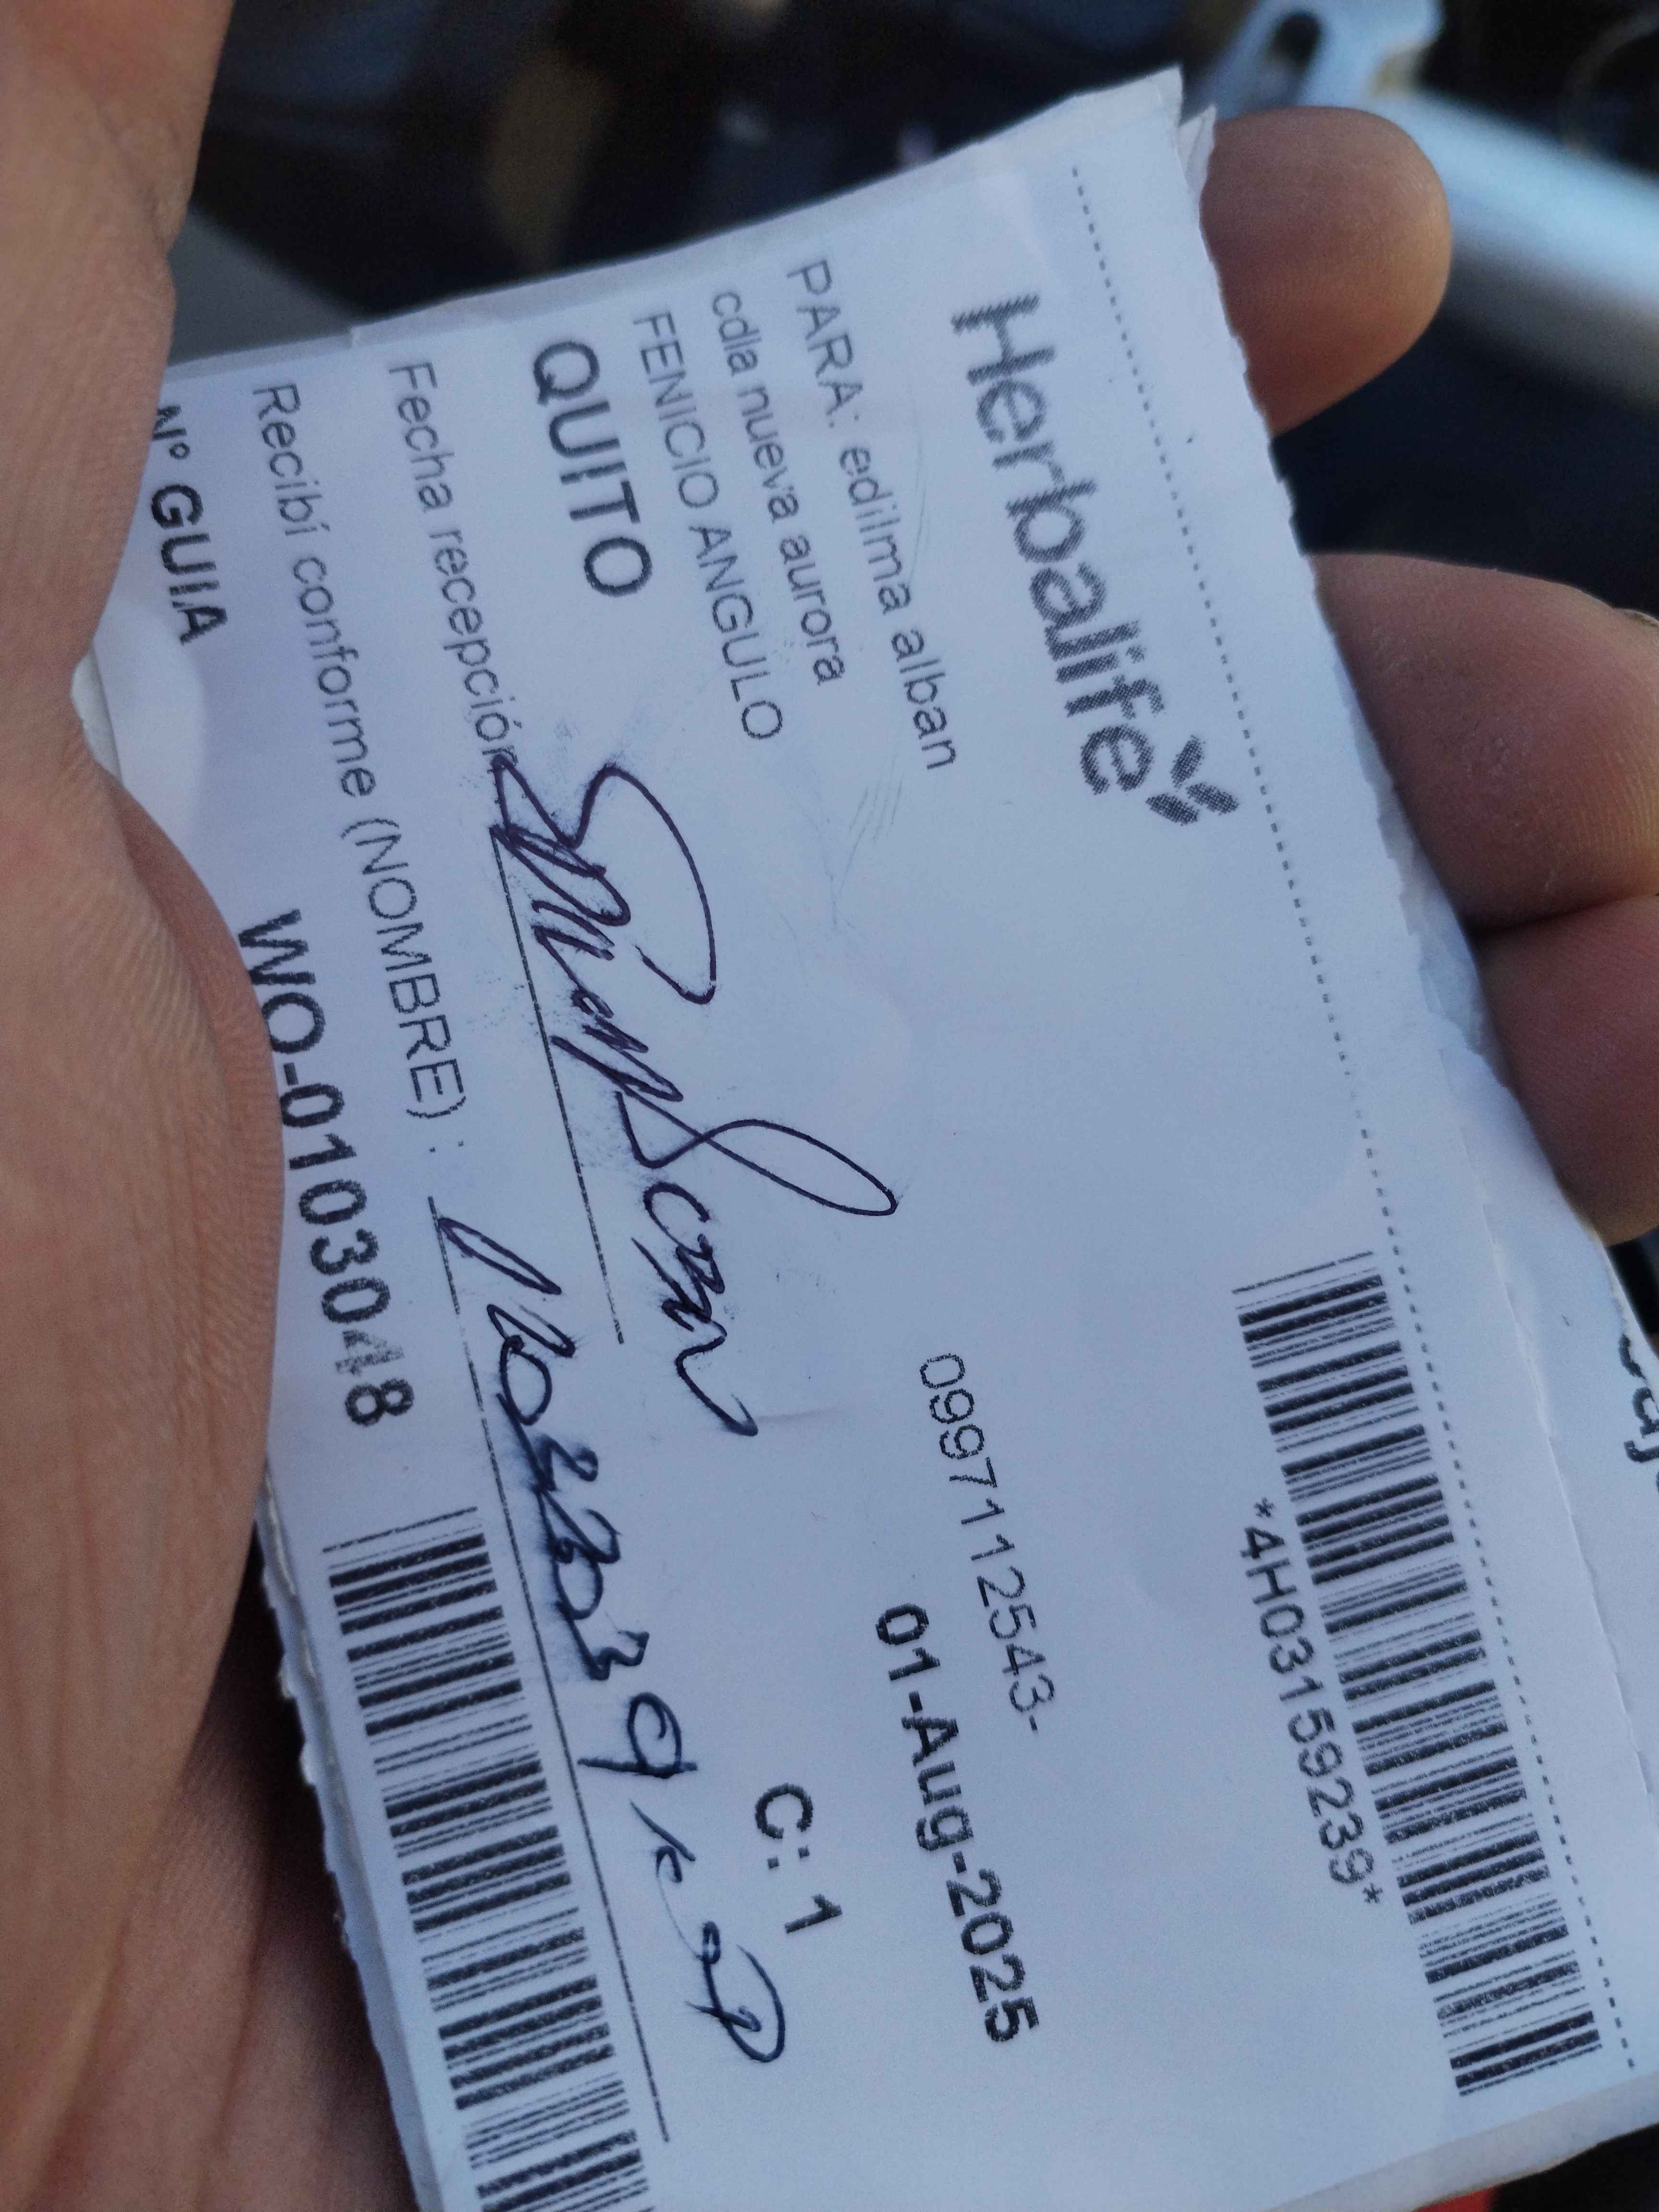 Herbalife
*4H03159239*
PARA: edilma alban
0997112543-
cdla nueva aurora
FENICIO ANGULO
01-Aug-2025
QUITO
C: 1
Fecha recepción
Recibí conforme (NOMBRE) :
Nº GUIA
WO-0103048